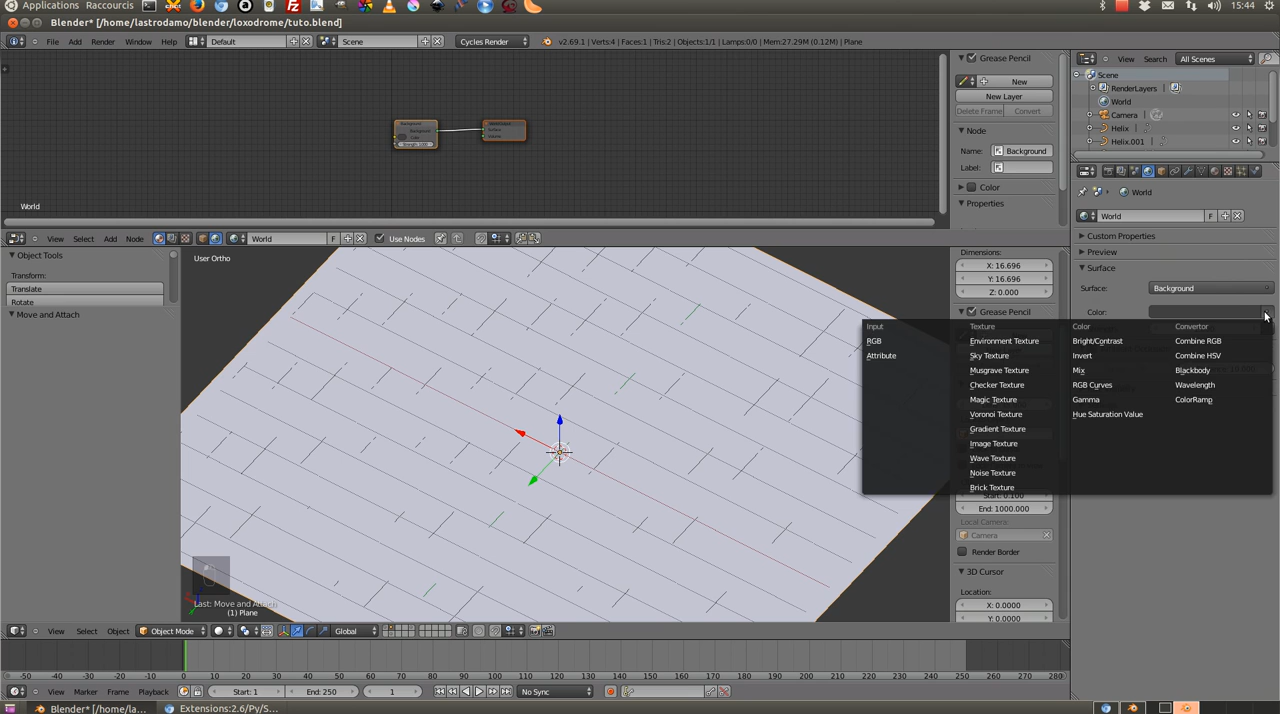 Applications Raccourcis 15:44
Blender* [/home/lastrodamo/blender/loxodrome/tuto.blend]
File Add Render Window Help Default Scene Cycles Render v2.69.1 | Verts:4 | Faces:1 | Tris:2 | Objects:1/1 | Lamps:0/0 | Mem:27.29M (0.12M) | Plane
View Search All Scenes
Grease Pencil
New
New Layer
Delete Frame Convert
Node
Name: Background
Label:
Color
Properties
Scene
RenderLayers
World
Camera
Helix
Helix.001
World
World F
Custom Properties
Preview
Surface
Surface: Background
Color:
Background
Background
Color
Surface
Volume
World
View Select Add Node World F Use Nodes
Object Tools
Transform:
Translate
Rotate
Move and Attach
User Ortho
Last: Move and Attach
(1) Plane
Dimensions:
X: 16.696
Y: 16.696
Z: 0.000
Grease Pencil
Input
RGB
Attribute
Texture
Environment Texture
Sky Texture
Musgrave Texture
Checker Texture
Magic Texture
Voronoi Texture
Gradient Texture
Image Texture
Wave Texture
Noise Texture
Brick Texture
Color
Bright/Contrast
Invert
Mix
RGB Curves
Gamma
Hue Saturation Value
Convertor
Combine RGB
Combine HSV
Blackbody
Wavelength
ColorRamp
Start: 0.100
End: 1000.000
Local Camera:
Camera
Render Border
3D Cursor
Location:
X: 0.0000
Y: 0.0000
View Select Object Object Mode Global
-50 -40 -30 -20 -10 0 10 20 30 40 50 60 70 80 90 100 110 120 130 140 150 160 170 180 190 200 210 220 230 240 250 260 270 280
View Marker Frame Playback Start: 1 End: 250 1 No Sync
Blender* [/home/la... Extensions:2.6/Py/S...